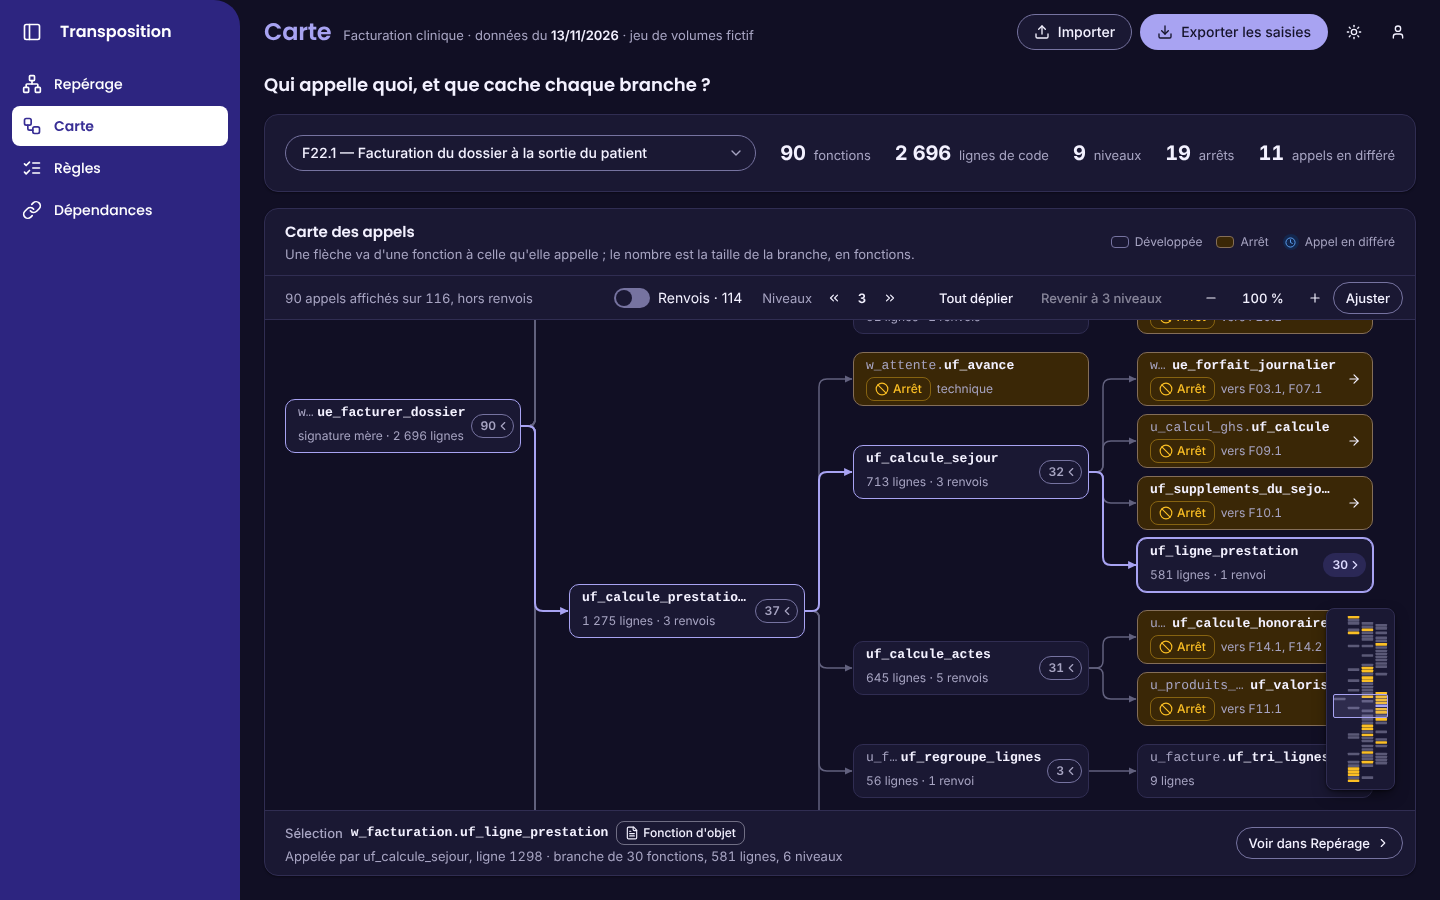 Transposition
Repérage
Carte
Règles
Dépendances
Carte
Facturation clinique · données du 13/11/2026 · jeu de volumes fictif
Importer
Exporter les saisies
Qui appelle quoi, et que cache chaque branche ?
F22.1 — Facturation du dossier à la sortie du patient
90 fonctions
2 696 lignes de code
9 niveaux
19 arrêts
11 appels en différé
Carte des appels
Une flèche va d'une fonction à celle qu'elle appelle ; le nombre est la taille de la branche, en fonctions.
Développée
Arrêt
Appel en différé
90 appels affichés sur 116, hors renvois
Renvois · 114
Niveaux
« 3 »
Tout déplier
Revenir à 3 niveaux
− 100 % +
Ajuster
w… ue_facturer_dossier
signature mère · 2 696 lignes
90
uf_calcule_prestatio…
1 275 lignes · 3 renvois
37
w_attente.uf_avance
Arrêt technique
uf_calcule_sejour
713 lignes · 3 renvois
32
uf_calcule_actes
645 lignes · 5 renvois
31
u_f… uf_regroupe_lignes
56 lignes · 1 renvoi
3
w… ue_forfait_journalier
Arrêt vers F03.1, F07.1
u_calcul_ghs.uf_calcule
Arrêt vers F09.1
uf_supplements_du_sejo…
Arrêt vers F10.1
uf_ligne_prestation
581 lignes · 1 renvoi
30
u… uf_calcule_honoraire
Arrêt vers F14.1, F14.2
u_produits_… uf_valoris
Arrêt vers F11.1
u_facture.uf_tri_lignes
9 lignes
Sélection w_facturation.uf_ligne_prestation
Fonction d'objet
Appelée par uf_calcule_sejour, ligne 1298 · branche de 30 fonctions, 581 lignes, 6 niveaux
Voir dans Repérage